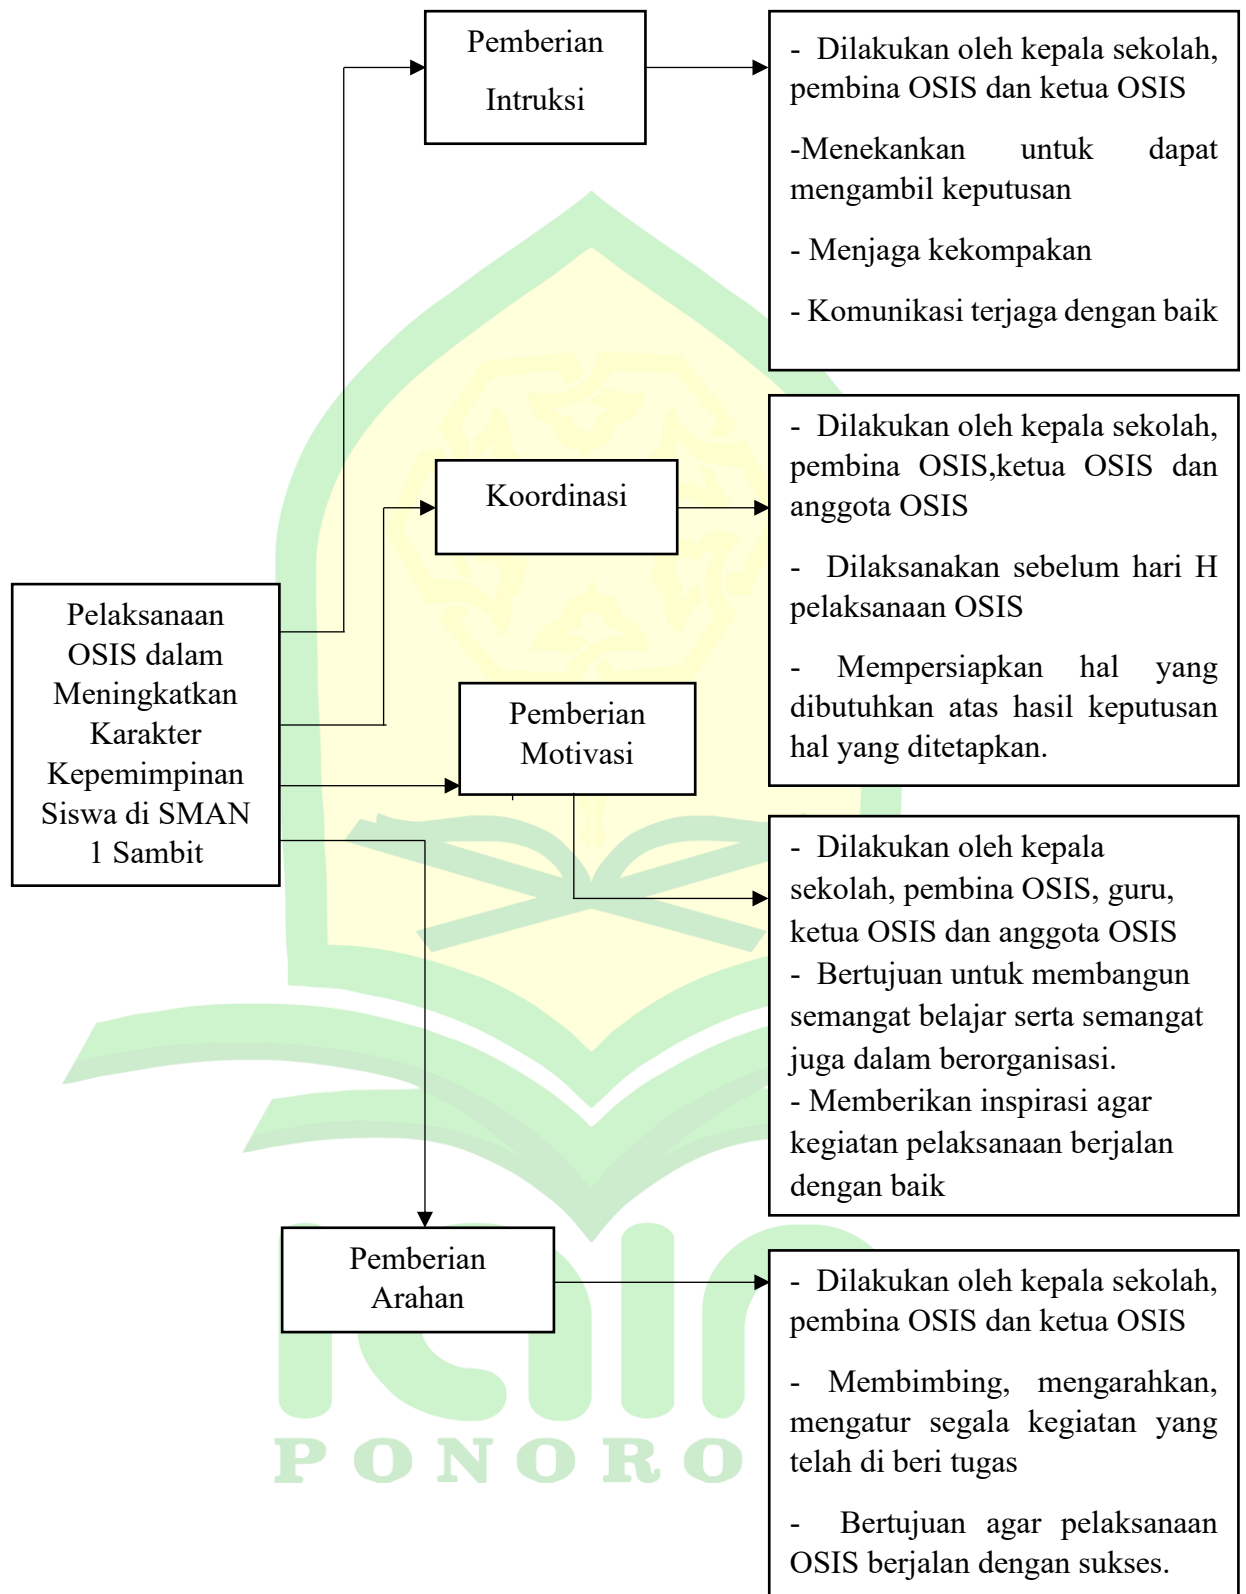 Pemberian
Intruksi
- Dilakukan oleh kepala sekolah,
pembina OSIS dan ketua OSIS
-Menekankan untuk dapat
mengambil keputusan
- Menjaga kekompakan
- Komunikasi terjaga dengan baik
Koordinasi
- Dilakukan oleh kepala sekolah,
pembina OSIS,ketua OSIS dan
anggota OSIS
- Dilaksanakan sebelum hari H
pelaksanaan OSIS
- Mempersiapkan hal yang
dibutuhkan atas hasil keputusan
hal yang ditetapkan.
Pelaksanaan
OSIS dalam
Meningkatkan
Karakter
Kepemimpinan
Siswa di SMAN
1 Sambit
Pemberian
Motivasi
- Dilakukan oleh kepala
sekolah, pembina OSIS, guru,
ketua OSIS dan anggota OSIS
- Bertujuan untuk membangun
semangat belajar serta semangat
juga dalam berorganisasi.
- Memberikan inspirasi agar
kegiatan pelaksanaan berjalan
dengan baik
Pemberian
Arahan
- Dilakukan oleh kepala sekolah,
pembina OSIS dan ketua OSIS
- Membimbing, mengarahkan,
mengatur segala kegiatan yang
telah di beri tugas
- Bertujuan agar pelaksanaan
OSIS berjalan dengan sukses.
PONORO